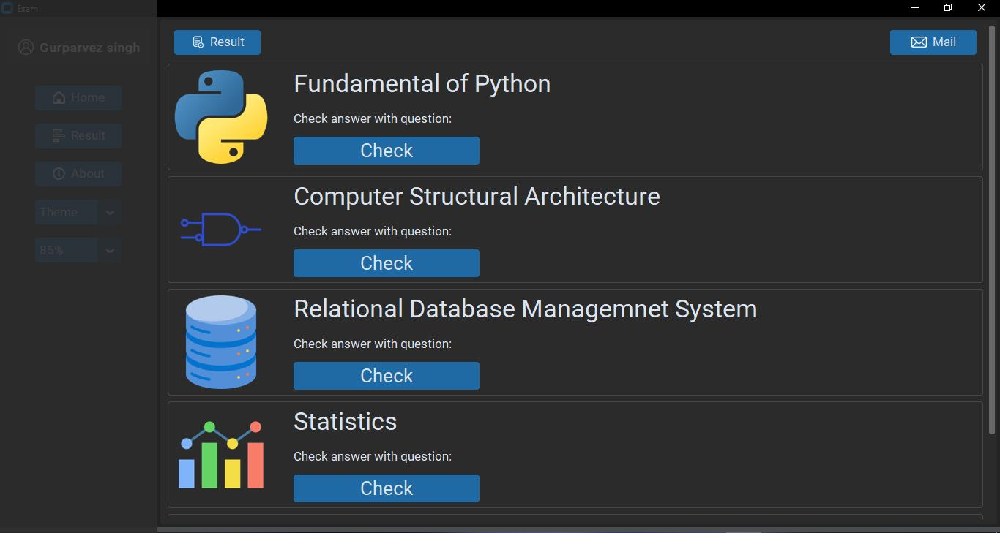 Exam
Gurparvez singh
Home
Result
About
Theme
85%
Result
Mail
Fundamental of Python
Check answer with question:
Check
Computer Structural Architecture
Check answer with question:
Check
Relational Database Managemnet System
Check answer with question:
Check
Statistics
Check answer with question:
Check